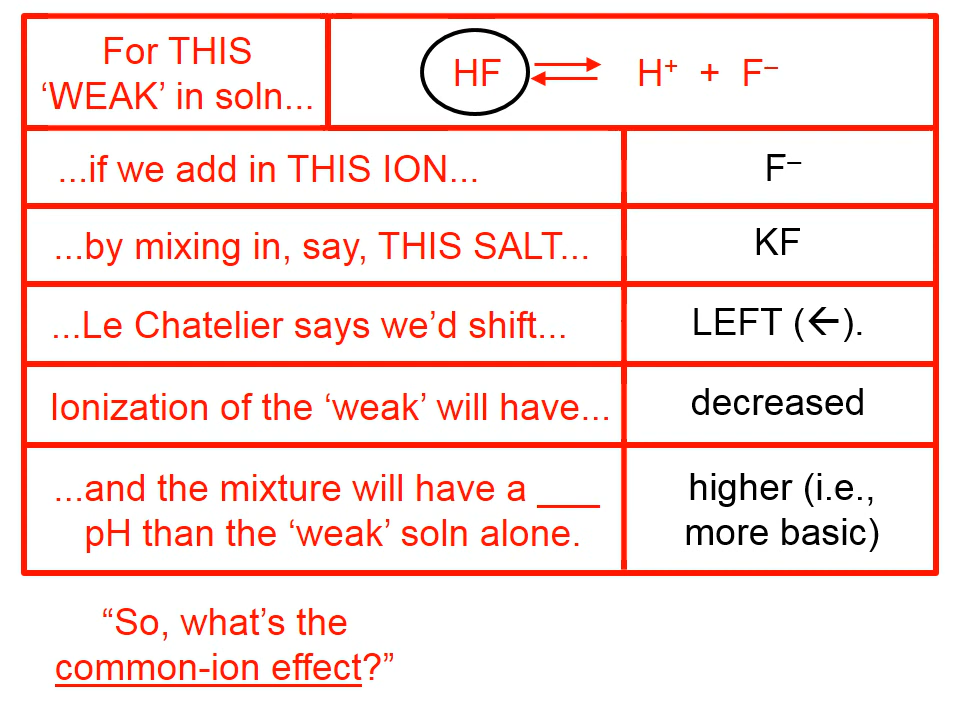 For THIS
‘WEAK’ in soln...
HF ⇄ H⁺ + F⁻
...if we add in THIS ION...
F⁻
...by mixing in, say, THIS SALT...
KF
...Le Chatelier says we’d shift...
LEFT (←).
Ionization of the ‘weak’ will have...
decreased
...and the mixture will have a ___
pH than the ‘weak’ soln alone.
higher (i.e.,
more basic)
“So, what’s the
common-ion effect?”